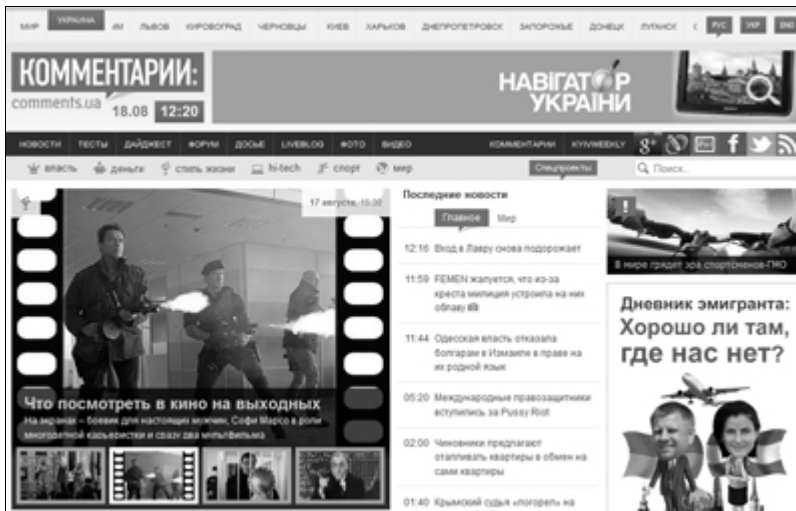 МИР УКРАИНА ЛЬВОВ КИРОВОГРАД ЧЕРНОВЦЫ КИЕВ ХАРЬКОВ ДНЕПРОПЕТРОВСК ЗАПОРОЖЬЕ ДОНЕЦК ЛУГАНСК РУС УКР ENG
КОММЕНТАРИИ:
comments.ua 18.08 12:20
НАВІГАТОР
УКРАЇНИ
НОВОСТИ ТЕСТЫ ДАЙДЖЕСТ ФОРУМ ДОСЬЕ LIVEBLOG ФОТО ВИДЕО КОММЕНТАРИИ KYIVWEEKLY
власть деньги стиль жизни hi-tech спорт мир Спецпроекты Поиск...
17 августа, 15:30
Что посмотреть в кино на выходных
На экранах – боевик для настоящих мужчин, Софи Марсо в роли
многодетной карьеристки и сразу два мультфильма
Последние новости
Главное Мир
12:16 Вход в Лавру снова подорожает
11:59 FEMEN жалуется, что из-за
креста милиция устроила на них
облаву
11:44 Одесская власть отказала
болгарам в Измаиле в праве на
их родной язык
05:20 Международные правозащитники
вступились за Pussy Riot
02:00 Чиновники предлагают
отапливать квартиры в обмен на
сами квартиры
01:40 Крымский судья «погорел» на
!
В мире грядет эра спортсменов-ГМО
Дневник эмигранта:
Хорошо ли там,
где нас нет?